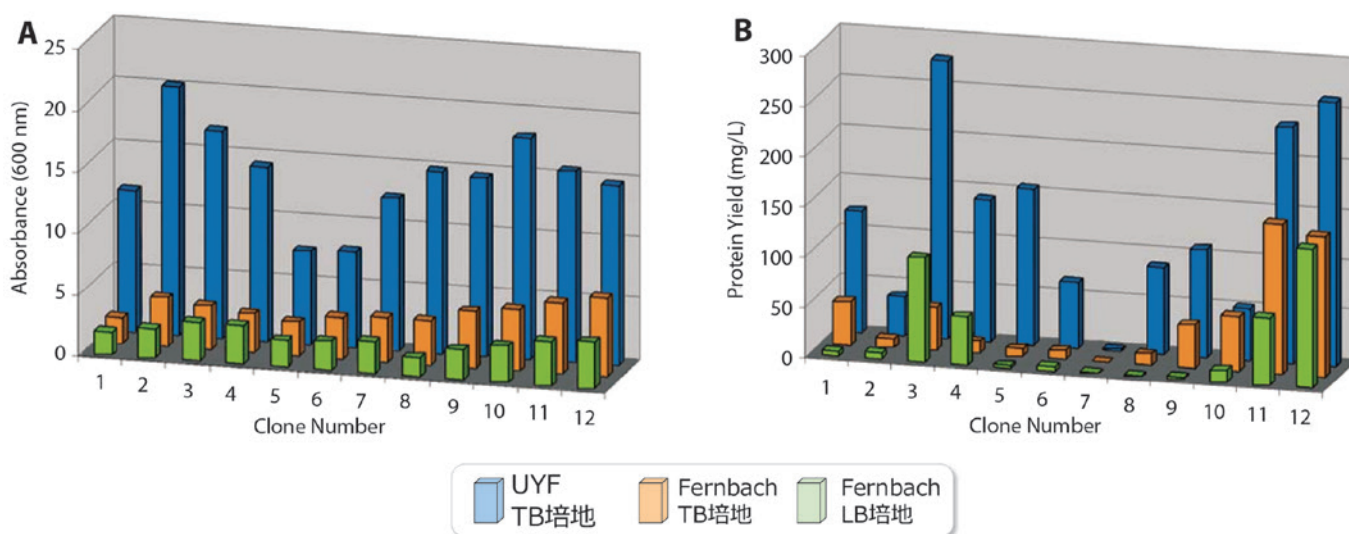 A
Absorbance (600 nm)
25
20
15
10
5
0
1 2 3 4 5 6 7 8 9 10 11 12
Clone Number
B
Protein Yield (mg/L)
300
250
200
150
100
50
0
1 2 3 4 5 6 7 8 9 10 11 12
Clone Number
UYF
TB培地
Fernbach
TB培地
Fernbach
LB培地